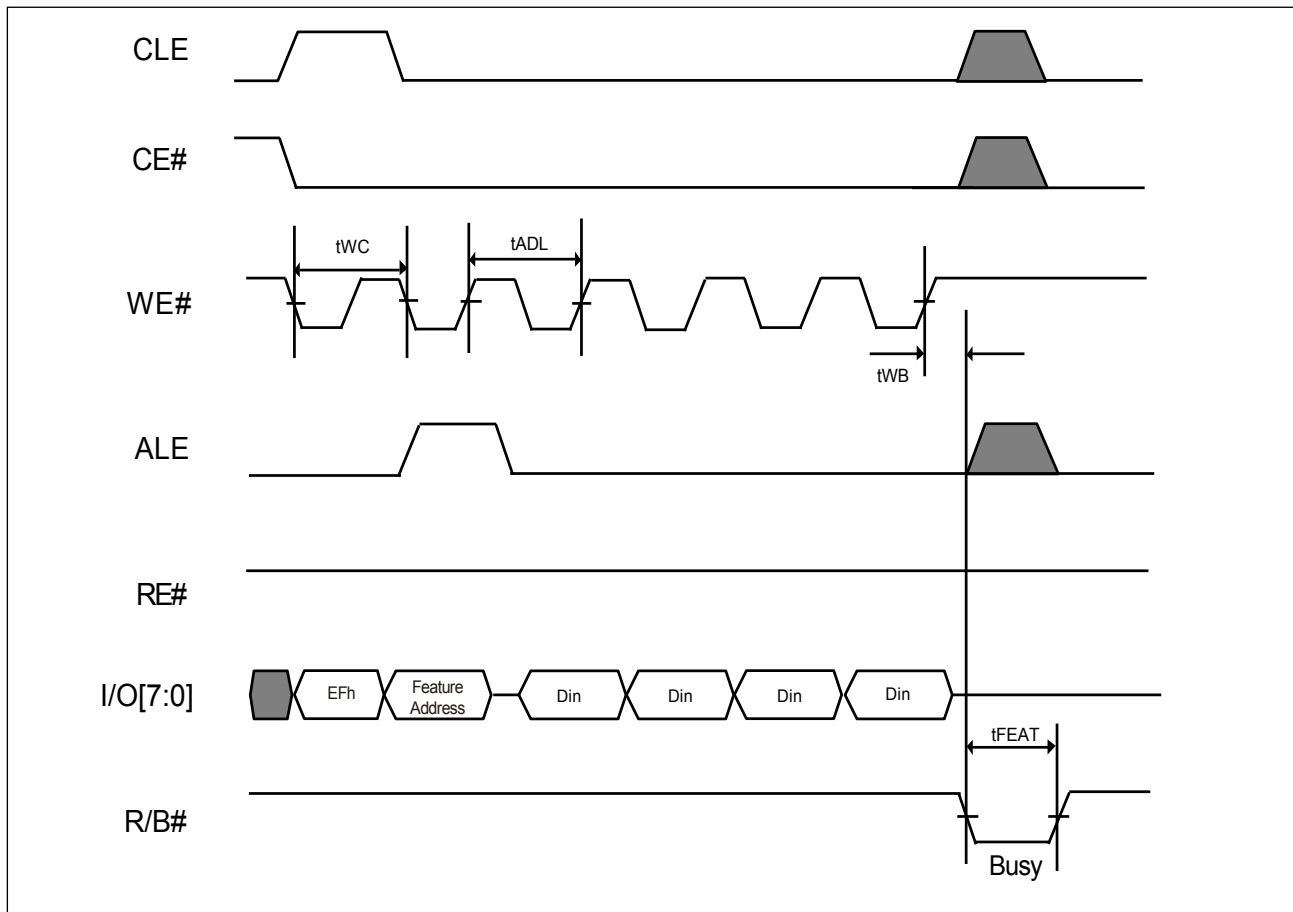 CLE
CE#
tWC
tADL
WE#
tWB
ALE
RE#
I/O[7:0]
EFh
Feature
Address
Din
Din
Din
Din
tFEAT
R/B#
Busy